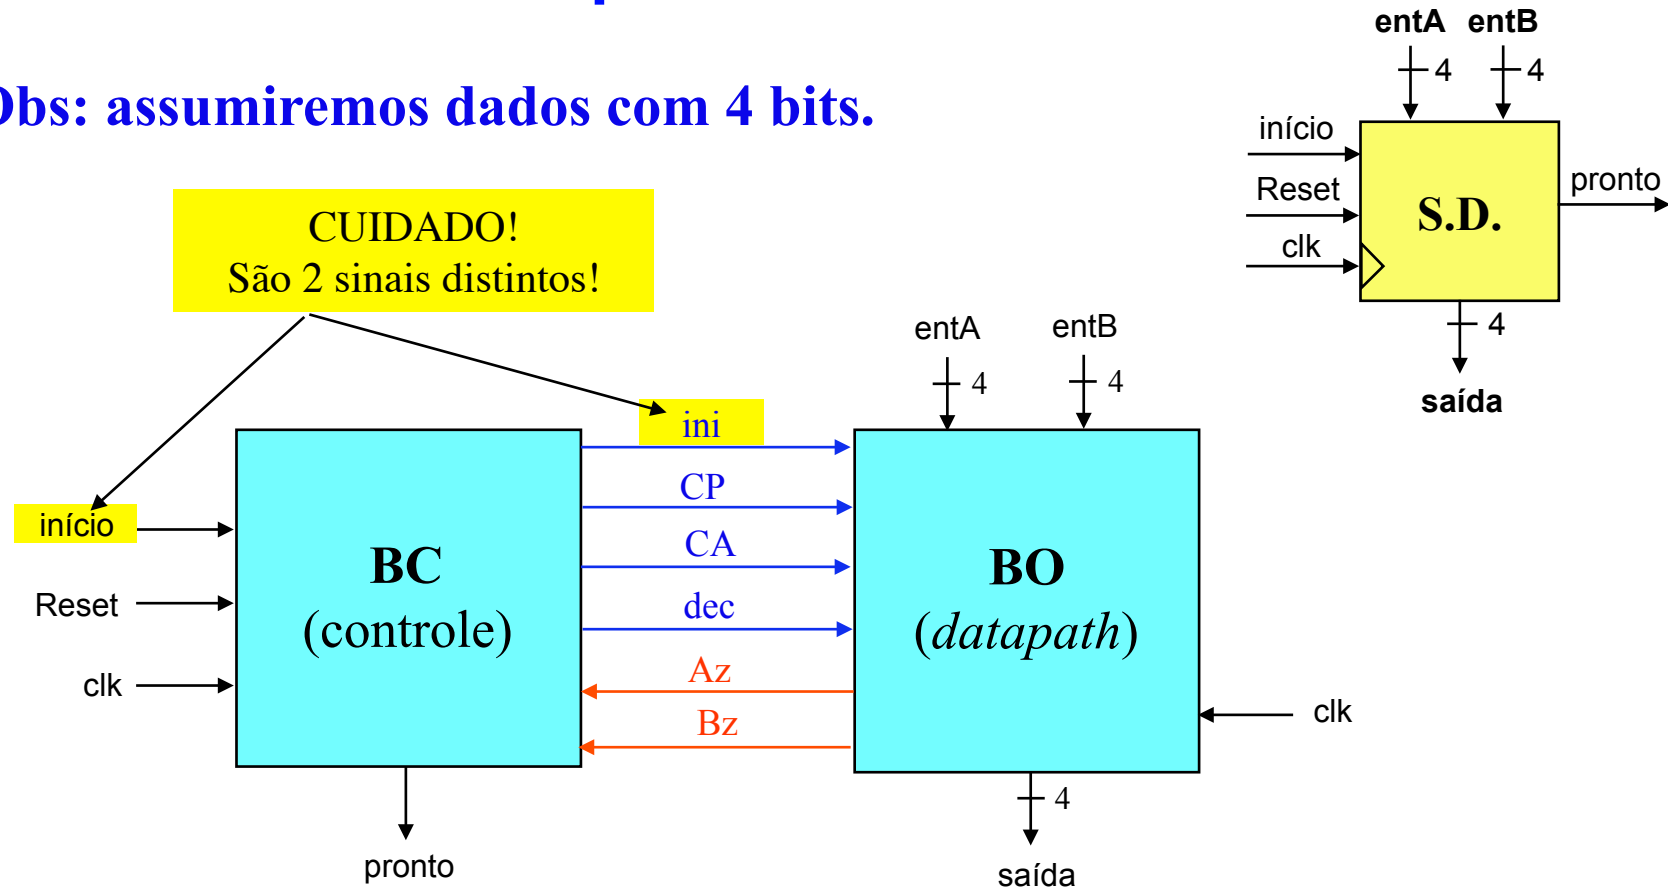 Obs: assumiremos dados com 4 bits.
entA entB
4 4
início
Reset
clk
S.D.
pronto
4
saída
CUIDADO!
São 2 sinais distintos!
entA entB
4 4
início
Reset
clk
BC
(controle)
pronto
ini
CP
CA
dec
Az
Bz
BO
(datapath)
clk
4
saída